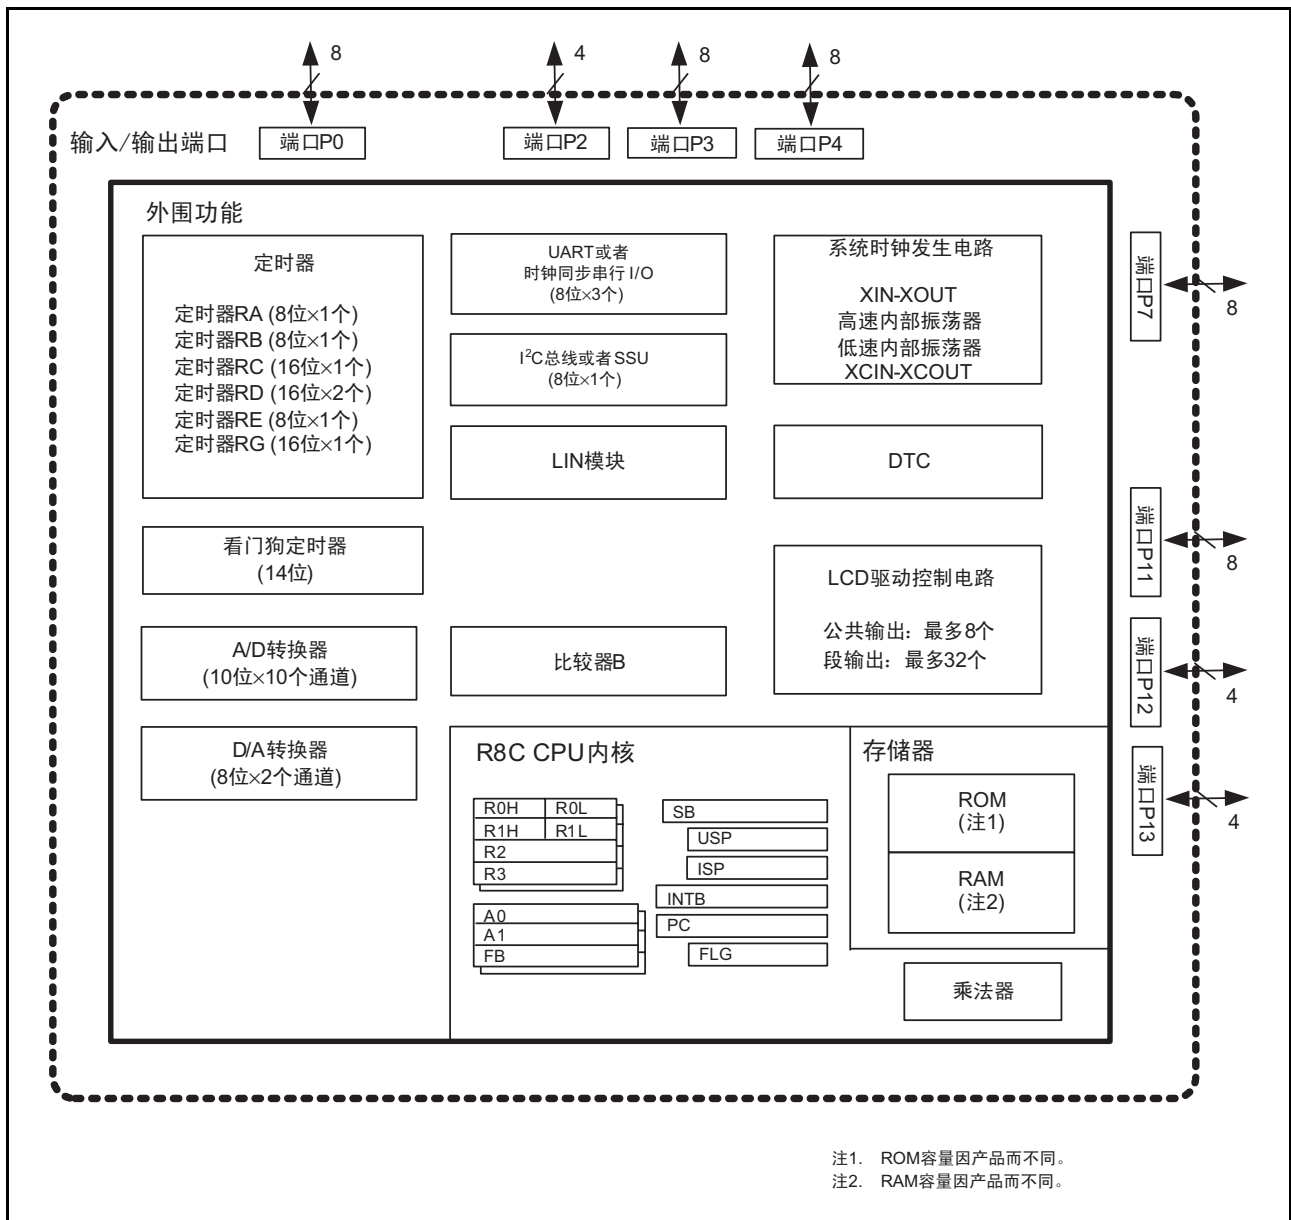 8
4
8
8
输入/输出端口
端口P0
端口P2
端口P3
端口P4
外围功能
定时器
定时器RA (8位×1个)
定时器RB (8位×1个)
定时器RC (16位×1个)
定时器RD (16位×2个)
定时器RE (8位×1个)
定时器RG (16位×1个)
UART或者
时钟同步串行 I/O
(8位×3个)
系统时钟发生电路
XIN-XOUT
高速内部振荡器
低速内部振荡器
XCIN-XCOUT
端口P7
8
I²C总线或者SSU
(8位×1个)
LIN模块
DTC
端口P11
8
看门狗定时器
(14位)
LCD驱动控制电路
公共输出：最多8个
段输出：最多32个
A/D转换器
(10位×10个通道)
比较器B
端口P12
4
D/A转换器
(8位×2个通道)
R8C CPU内核
R0H
R0L
R1H
R1L
R2
R3
A0
A1
FB
SB
USP
ISP
INTB
PC
FLG
存储器
ROM
(注1)
RAM
(注2)
乘法器
端口P13
4
注1. ROM容量因产品而不同。
注2. RAM容量因产品而不同。